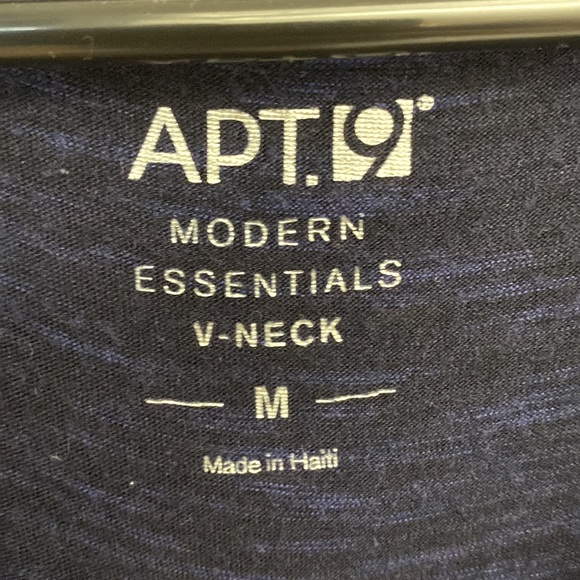 APT.9®
MODERN
ESSENTIALS
V-NECK
M
Made in Haiti